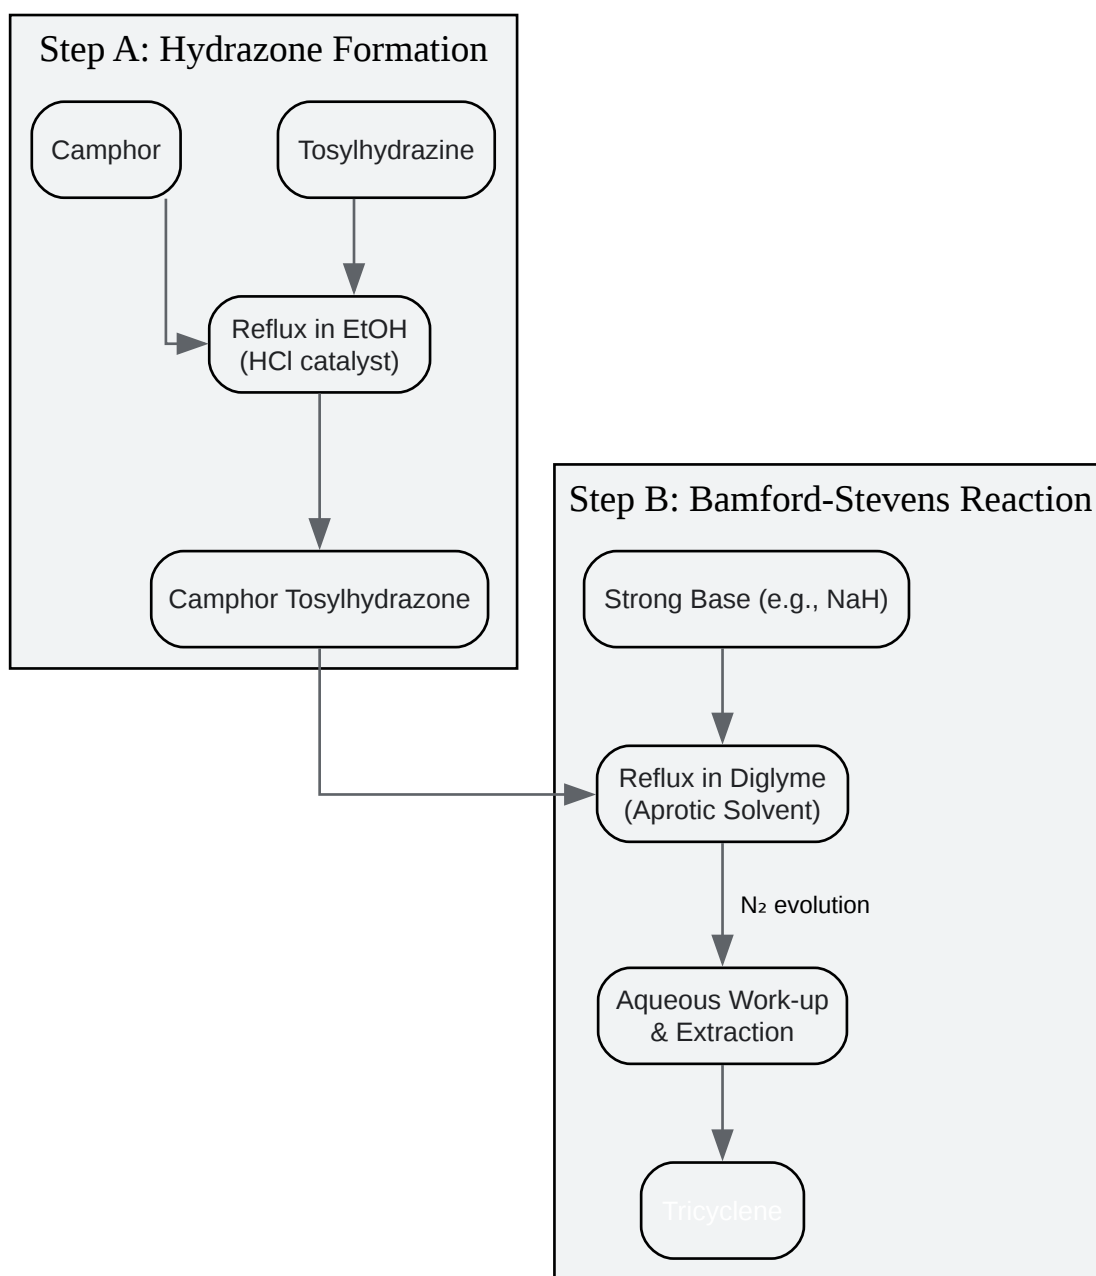 Step A: Hydrazone Formation
Camphor
Tosylhydrazine
Reflux in EtOH
(HCl catalyst)
Camphor Tosylhydrazone
Step B: Bamford-Stevens Reaction
Strong Base (e.g., NaH)
Reflux in Diglyme
(Aprotic Solvent)
N₂ evolution
Aqueous Work-up
& Extraction
Tricyclene